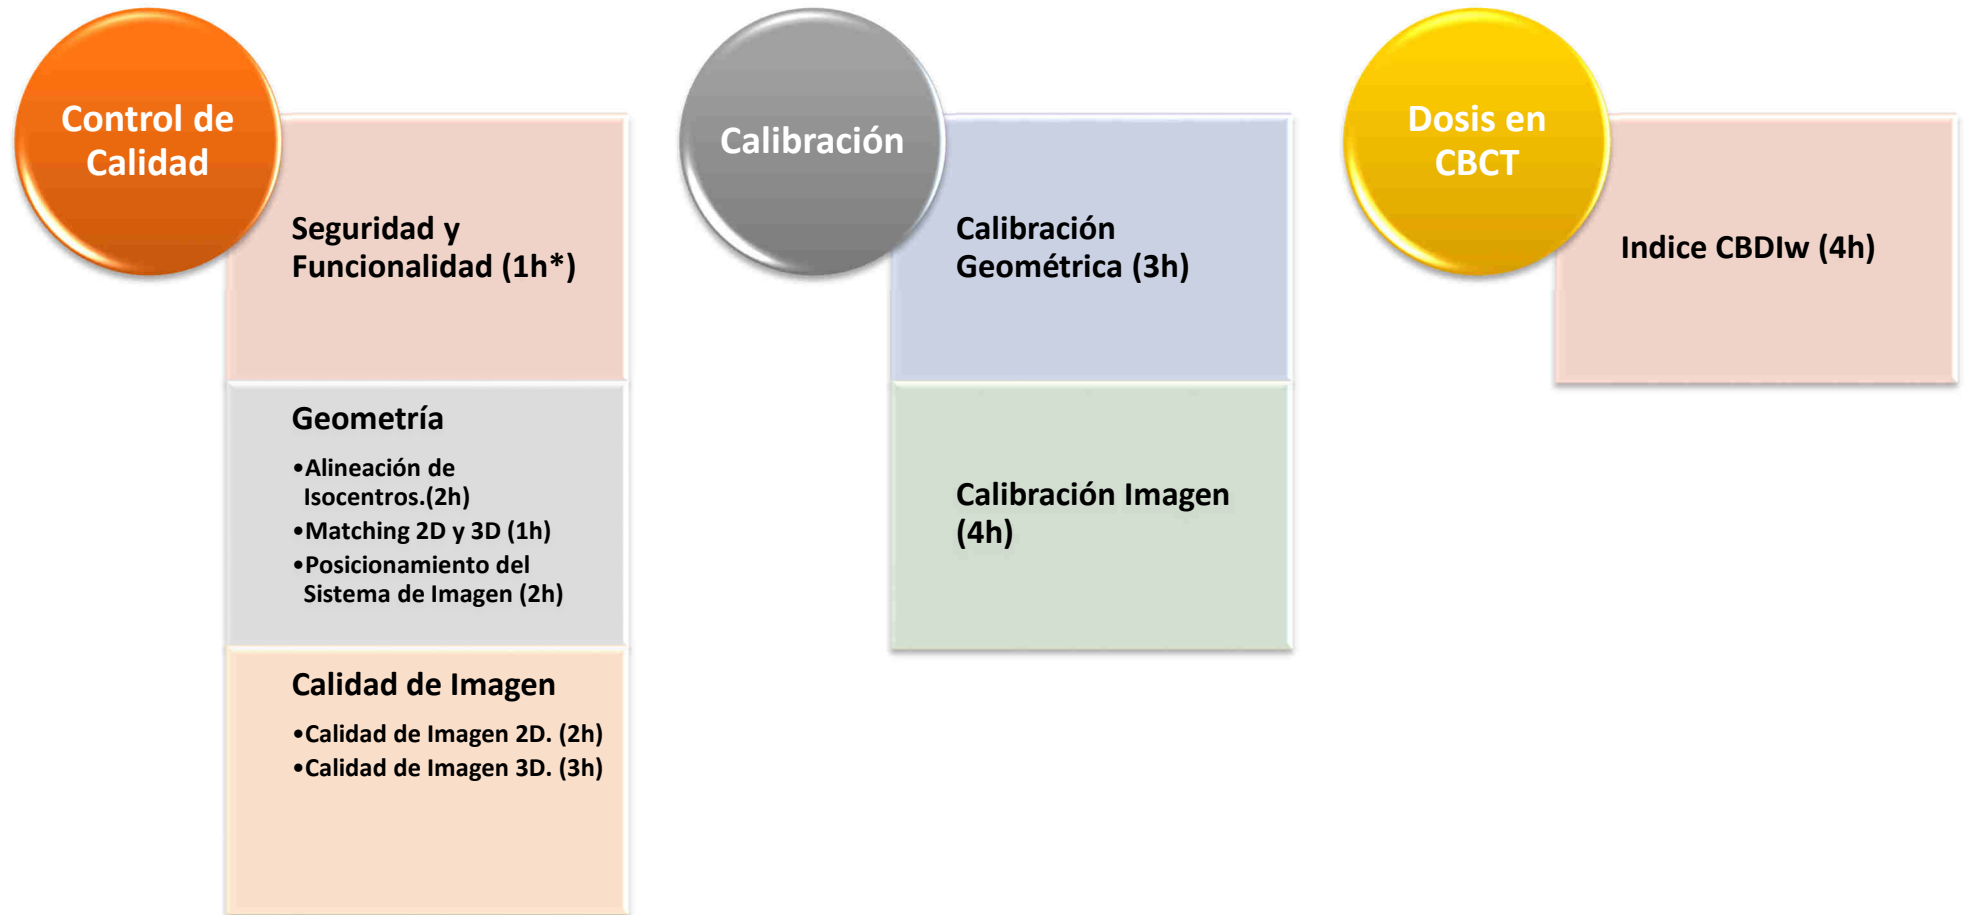 Control de
Calidad
Seguridad y
Funcionalidad (1h*)
Geometría
•Alineación de
Isocentros.(2h)
•Matching 2D y 3D (1h)
•Posicionamiento del
Sistema de Imagen (2h)
Calidad de Imagen
•Calidad de Imagen 2D. (2h)
•Calidad de Imagen 3D. (3h)
Calibración
Calibración
Geométrica (3h)
Calibración Imagen
(4h)
Dosis en
CBCT
Indice CBDIw (4h)